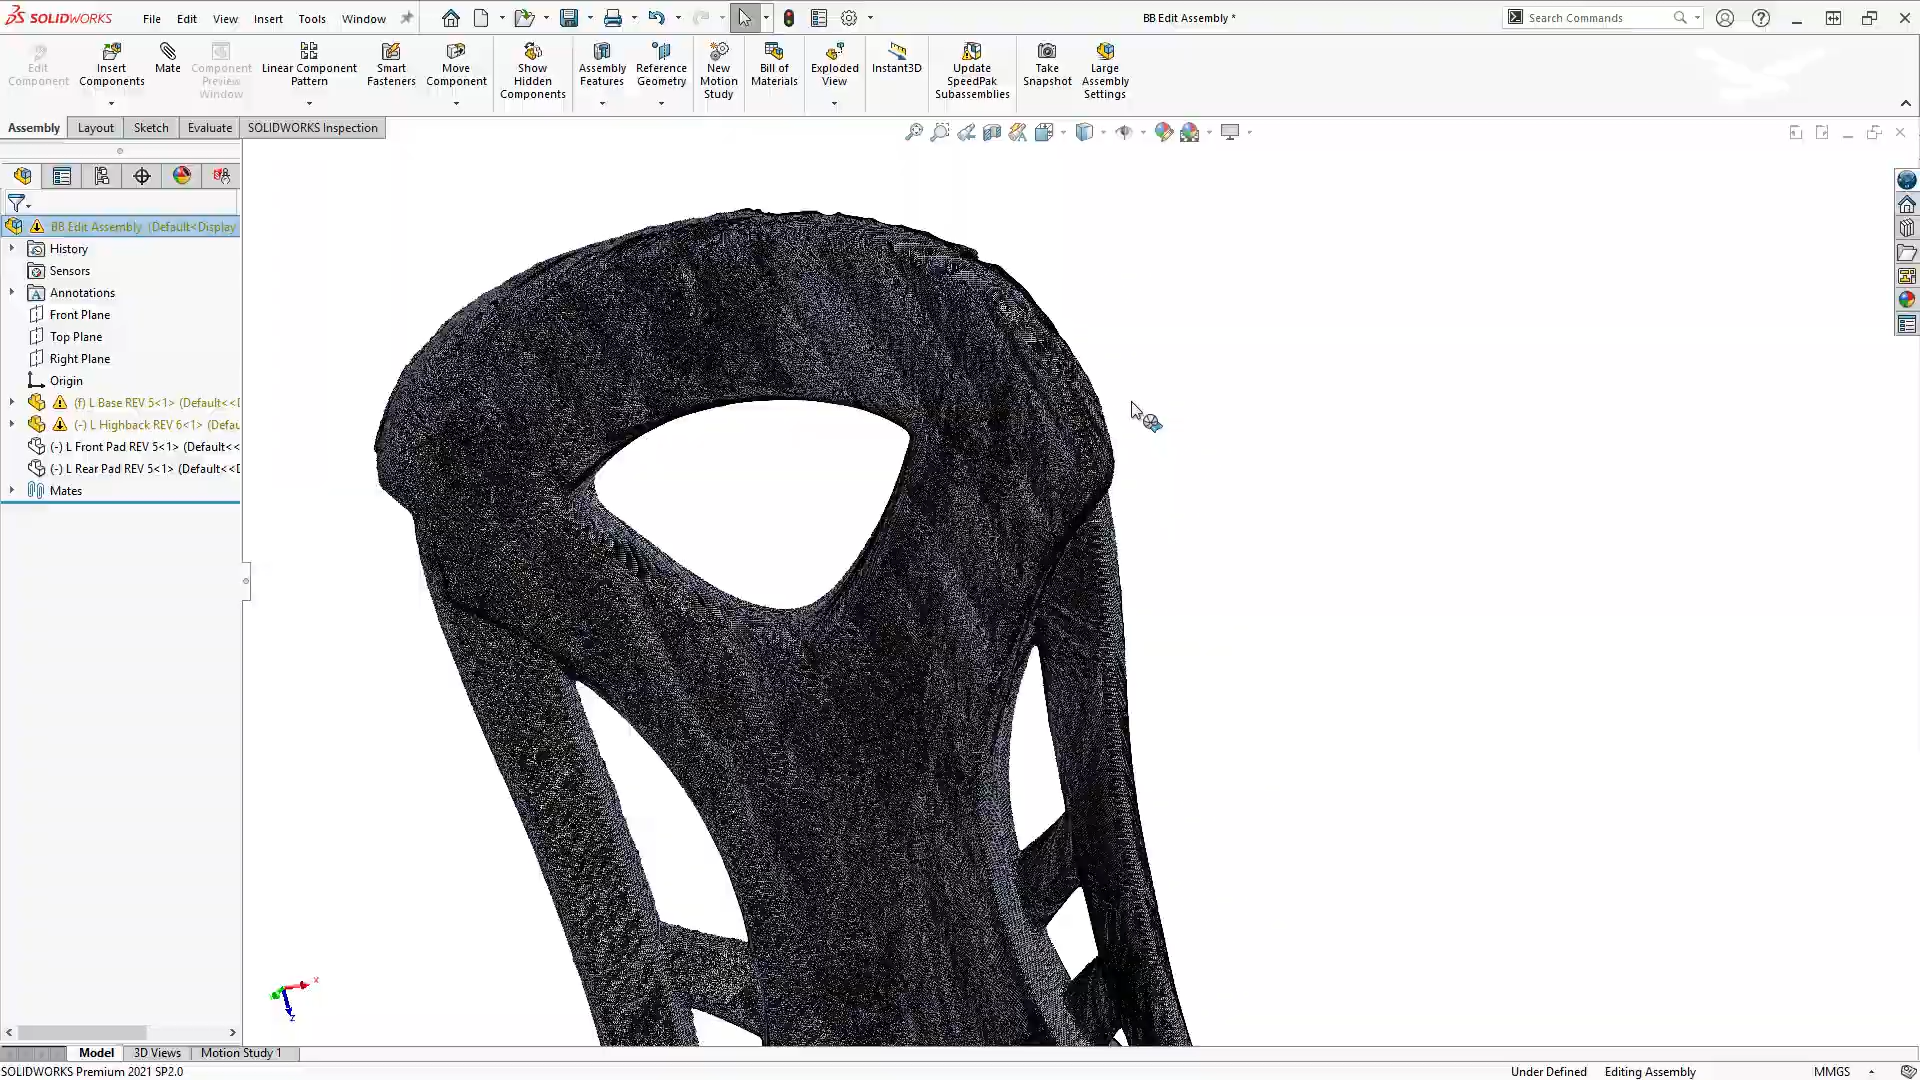 SOLIDWORKS File Edit View Insert Tools Window BB Edit Assembly * Search Commands
Edit Component
Insert Components
Mate
Component Preview Window
Linear Component Pattern
Smart Fasteners
Move Component
Show Hidden Components
Assembly Features
Reference Geometry
New Motion Study
Bill of Materials
Exploded View
Instant3D
Update SpeedPak Subassemblies
Take Snapshot
Large Assembly Settings
Assembly Layout Sketch Evaluate SOLIDWORKS Inspection
BB Edit Assembly (Default<Display
History
Sensors
Annotations
Front Plane
Top Plane
Right Plane
Origin
(f) L Base REV 5<1> (Default<<D
(-) L Highback REV 6<1> (Defau
(-) L Front Pad REV 5<1> (Default<<
(-) L Rear Pad REV 5<1> (Default<<D
Mates
x
z
Model 3D Views Motion Study 1
SOLIDWORKS Premium 2021 SP2.0 Under Defined Editing Assembly MMGS